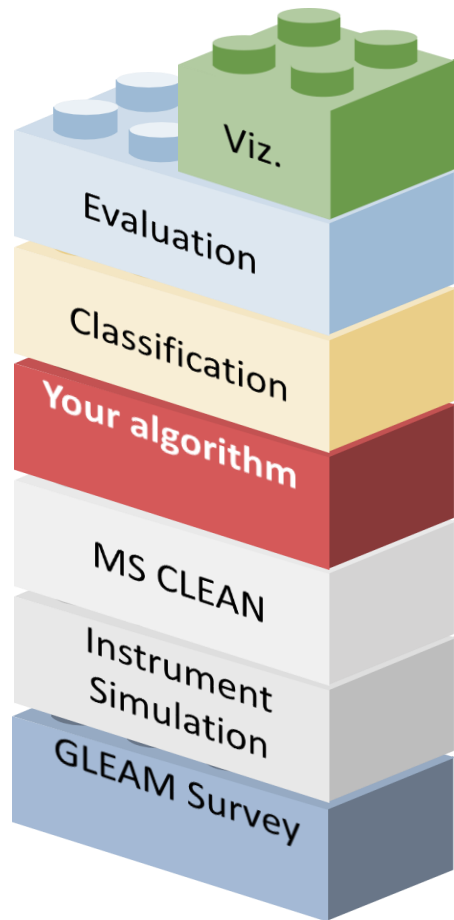 Viz.
Evaluation
Classification
Your algorithm
MS CLEAN
Instrument
Simulation
GLEAM Survey